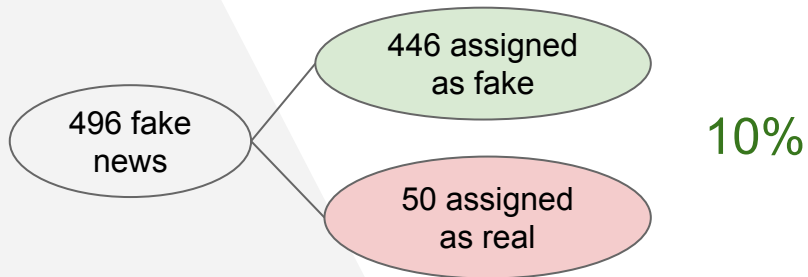 446 assigned
as fake
496 fake
news
10%
50 assigned
as real